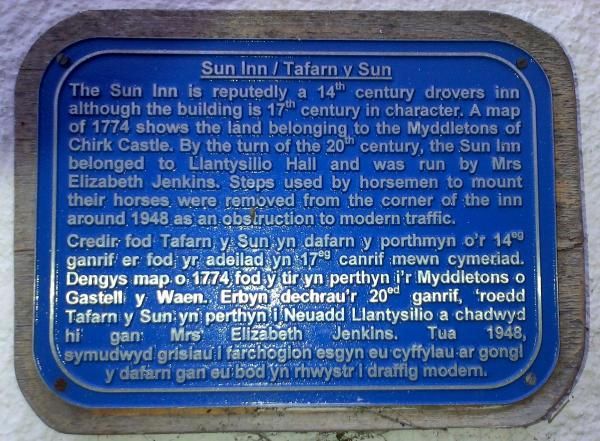 Sun Inn / Tafarn y Sun
The Sun Inn is reputedly a 14th century drovers inn
although the building is 17th century in character. A map
of 1774 shows the land belonging to the Myddletons of
Chirk Castle. By the turn of the 20th century, the Sun Inn
belonged to Llantysilio Hall and was run by Mrs
Elizabeth Jenkins. Steps used by horsemen to mount
their horses were removed from the corner of the inn
around 1948 as an obstruction to modern traffic.
Credir fod Tafarn y Sun yn dafarn y porthmyn o'r 14eg
ganrif er fod yr adeilad yn 17eg canrif mewn cymeriad.
Dengys map o 1774 fod y tir yn perthyn i'r Myddletons o
Gastell y Waen. Erbyn dechrau'r 20ed ganrif, 'roedd
Tafarn y Sun yn perthyn i Neuadd Llantysilio a chadwyd
hi gan Mrs Elizabeth Jenkins. Tua 1948,
symudwyd grisiau i farchogion esgyn eu cyffylau ar gongl
y dafarn gan eu bod yn rhwystr i draffig modern.